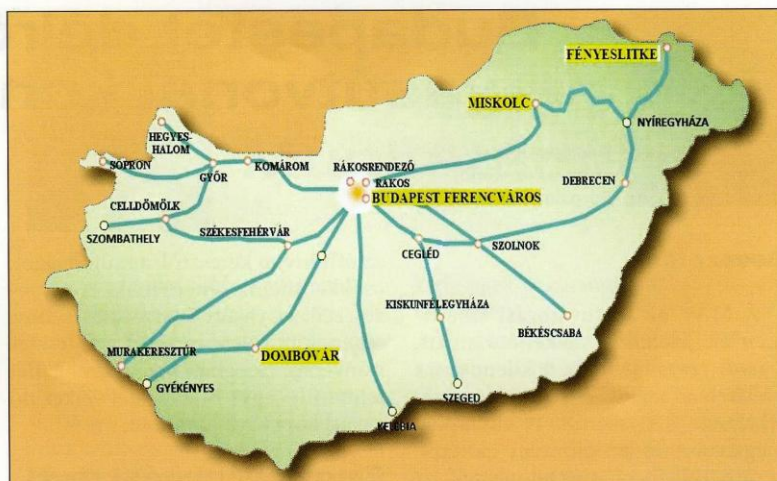 FÉNYESLITKE
MISKOLC
NYÍREGYHÁZA
HEGYES-
HALOM
SOPRON
GYŐR
KOMÁROM
RÁKOSRENDEZŐ
RÁKOS
DEBRECEN
BUDAPEST FERENCVÁROS
CELLDÖMÖLK
SZOMBATHELY
SZÉKESFEHÉRVÁR
CEGLÉD
SZOLNOK
KISKUNFÉLEGYHÁZA
BÉKÉSCSABA
MURAKERESZTÚR
DOMBÓVÁR
GYÉKÉNYES
SZEGED
KELEBIA